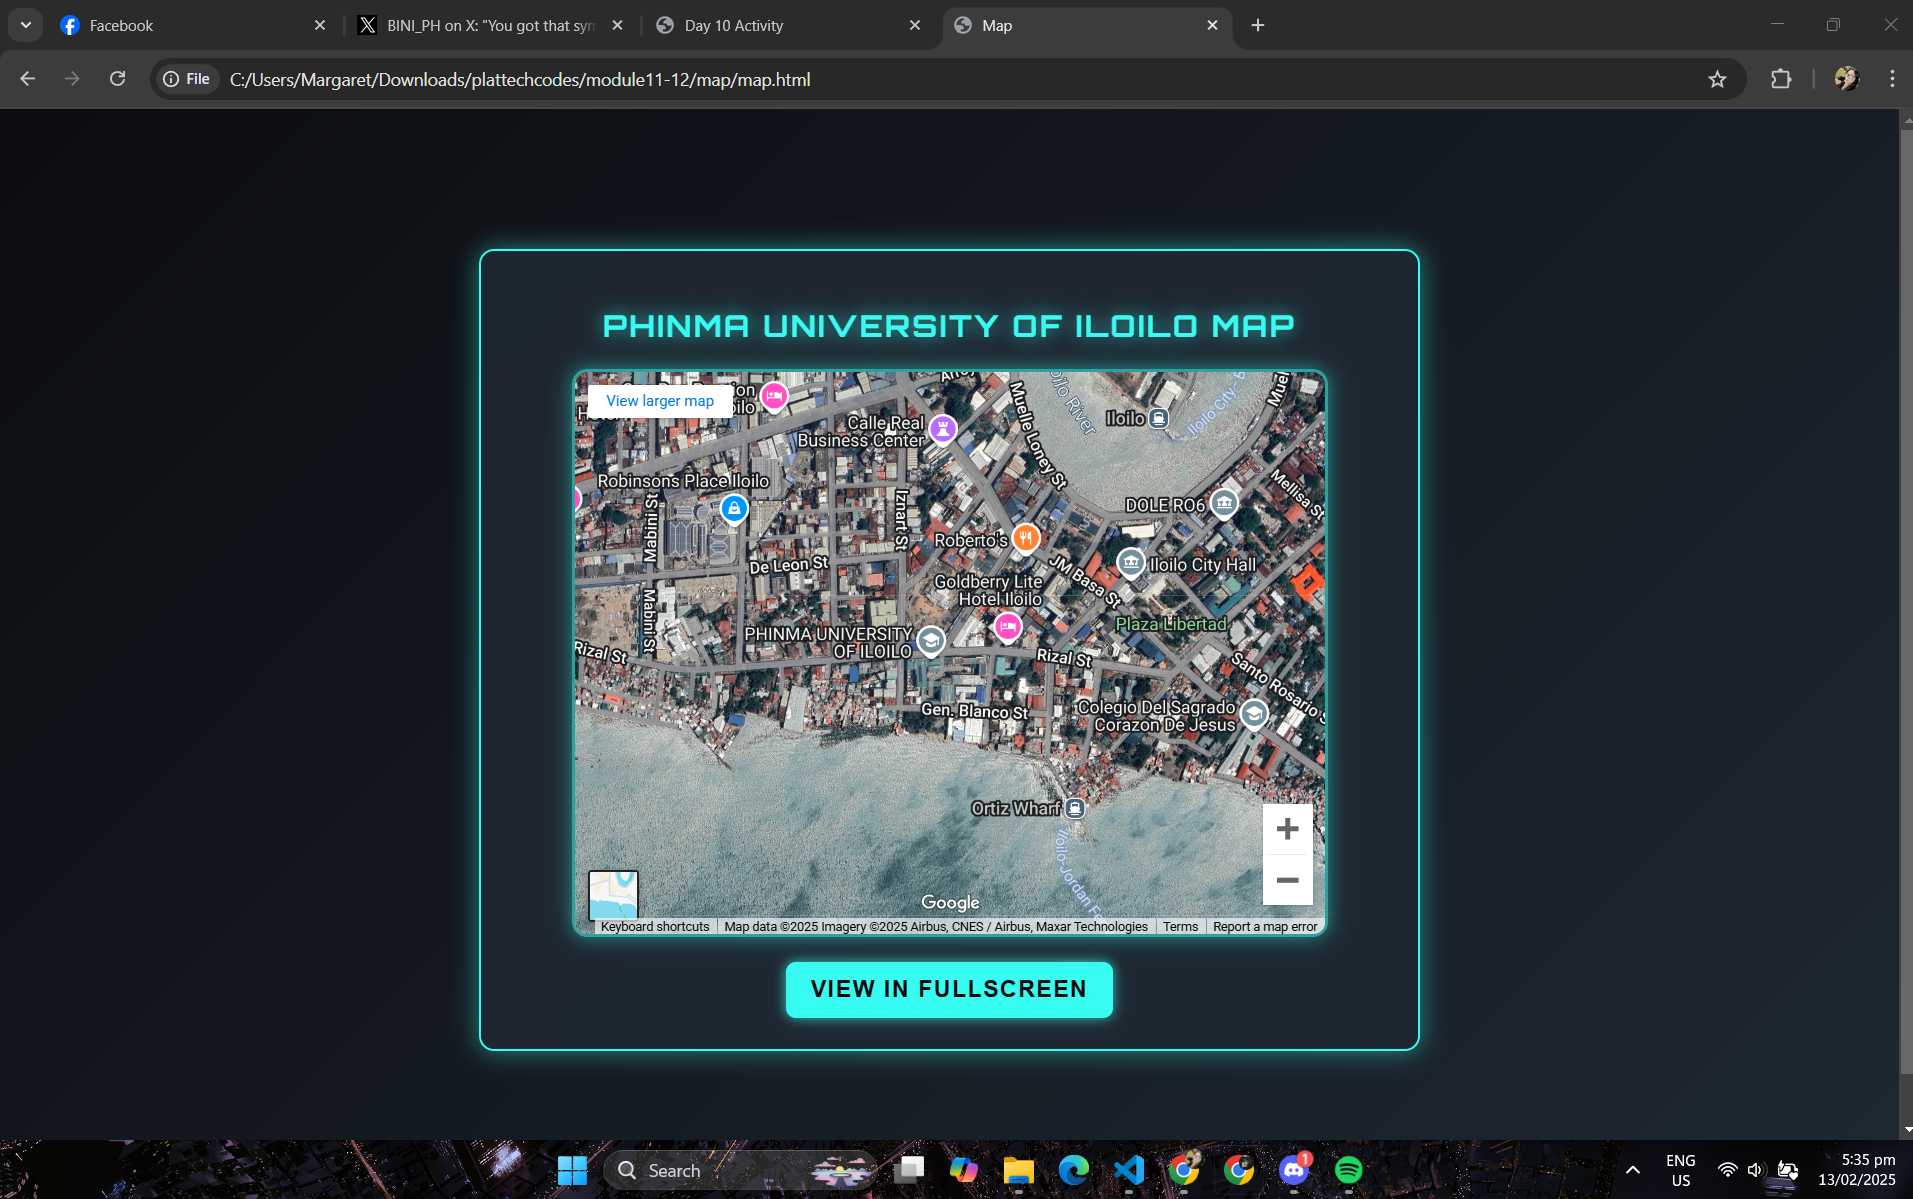 Facebook
BINI_PH on X: "You got that syn
Day 10 Activity
Map
File
C:/Users/Margaret/Downloads/plattechcodes/module11-12/map/map.html
PHINMA UNIVERSITY OF ILOILO MAP
View larger map
Calle Real
Business Center
Muelle Loney St
Iloilo River
Iloilo
Iloilo City -
Robinsons Place Iloilo
Mabini St
Iznart St
DOLE RO6
Mellisa St
Roberto's
De Leon St
JM Basa St
Iloilo City Hall
Goldberry Lite
Hotel Iloilo
Mabini St
Plaza Libertad
PHINMA UNIVERSITY
OF ILOILO
Rizal St
Rizal St
Santo Rosario S
Gen. Blanco St
Colegio Del Sagrado
Corazon De Jesus
Ortiz Wharf
Iloilo-Jordan Fe
Google
Keyboard shortcuts
Map data ©2025 Imagery ©2025 Airbus, CNES / Airbus, Maxar Technologies
Terms
Report a map error
VIEW IN FULLSCREEN
Search
1
ENG
US
5:35 pm
13/02/2025